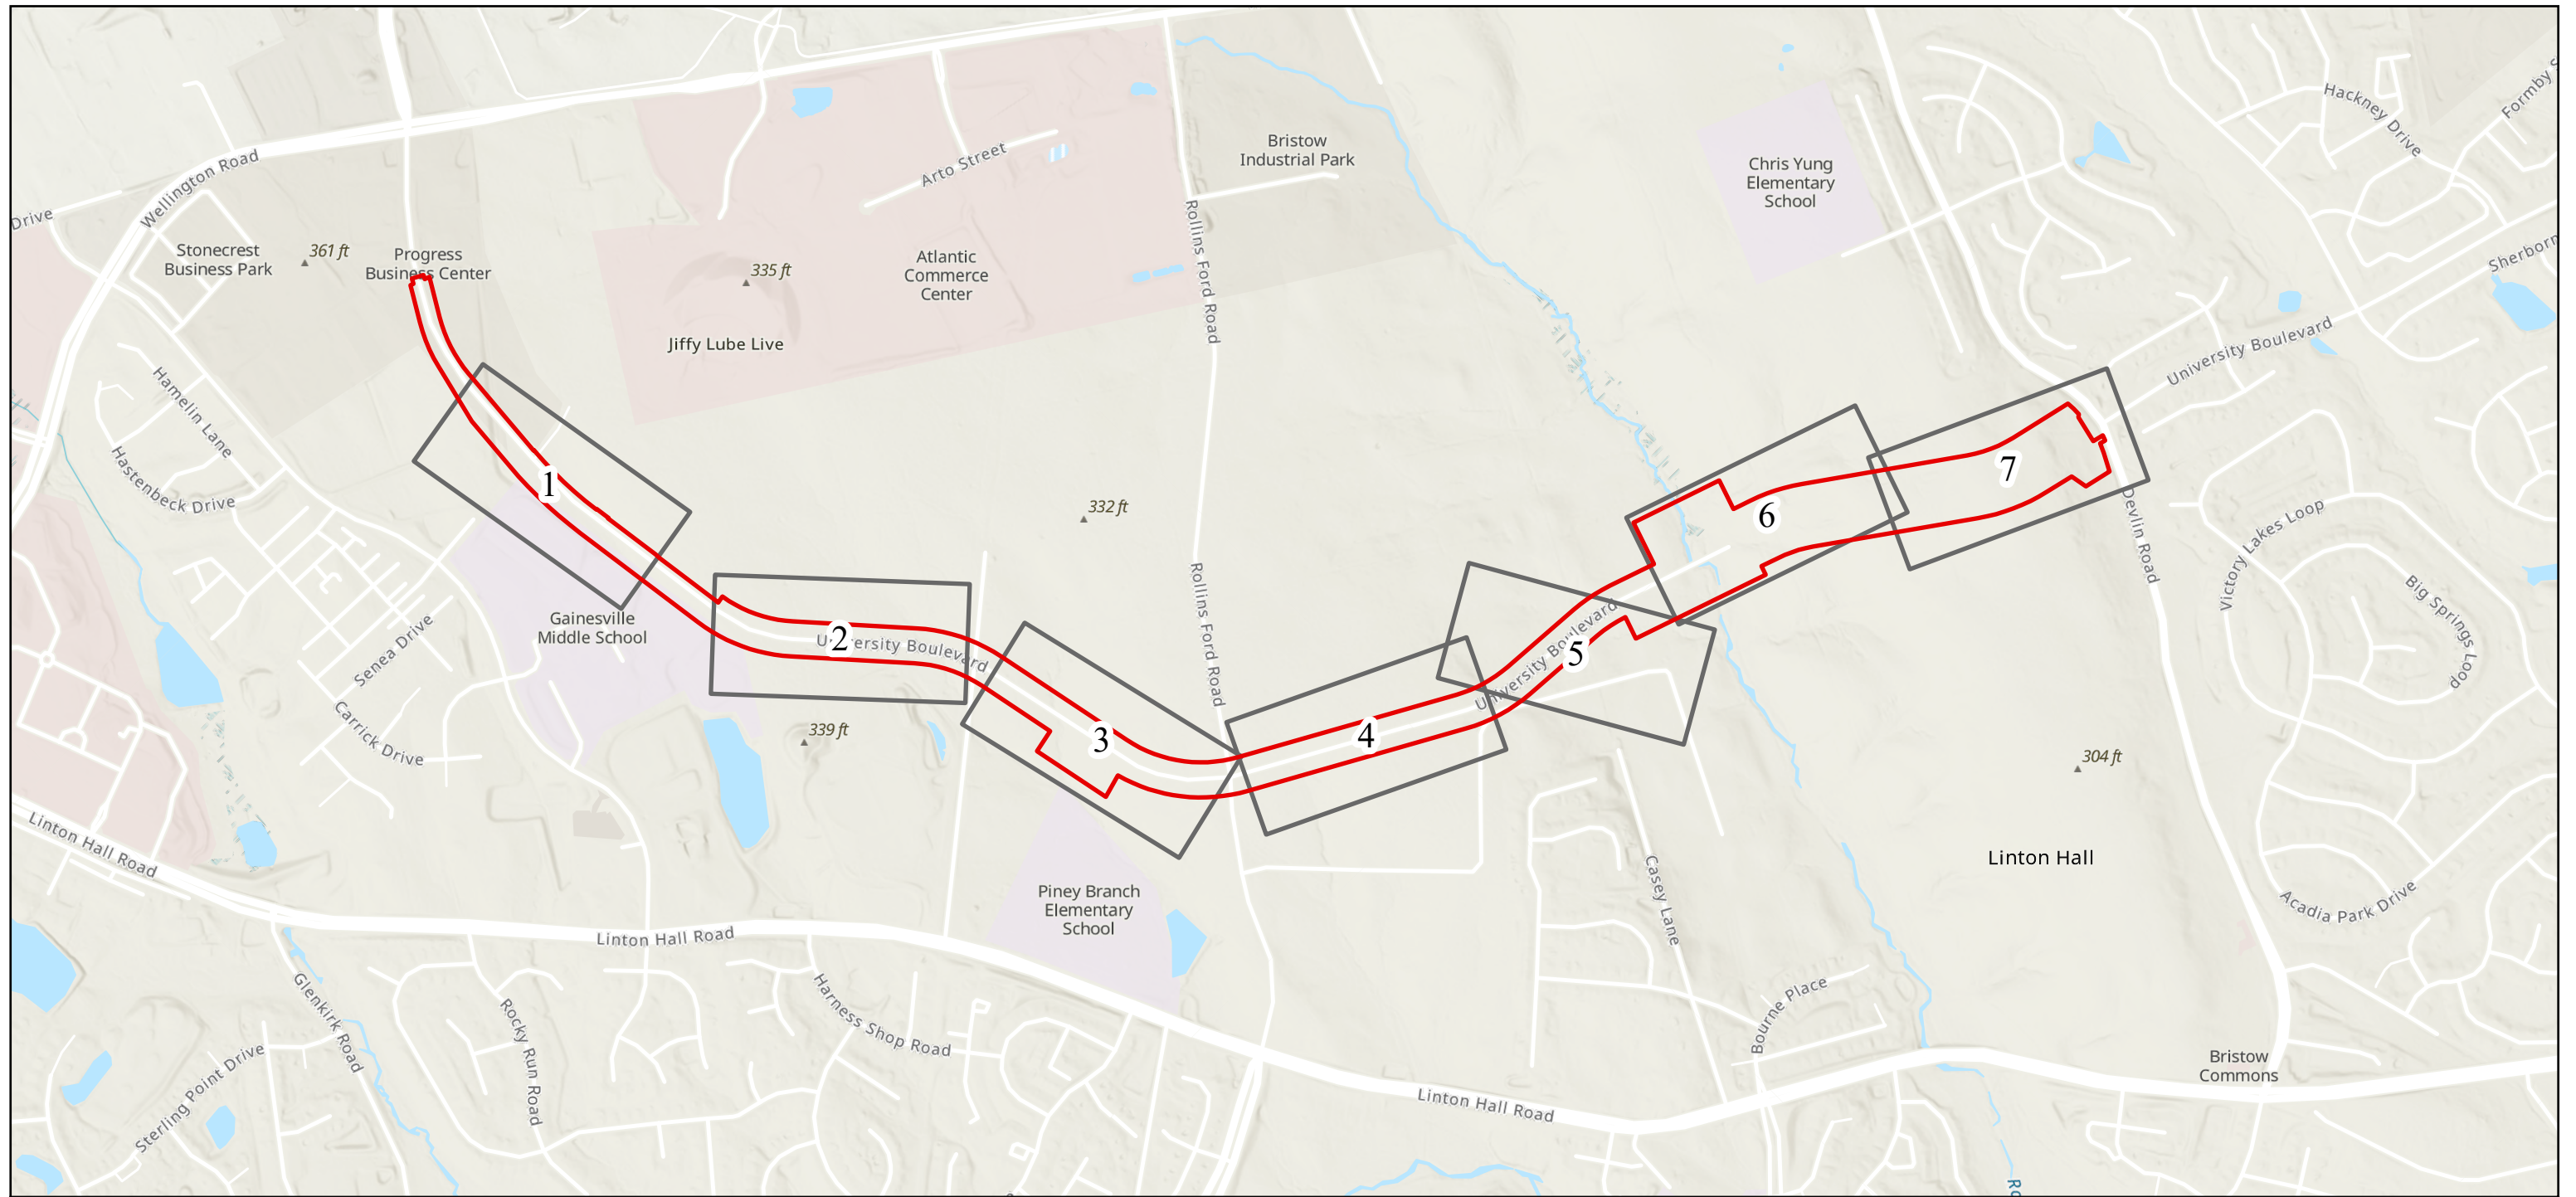 Hackney Drive
Formby S
Wellington Road
Arto Street
Bristow
Industrial Park
Chris Yung
Elementary
School
Drive
Stonecrest
Business Park
361 ft
Progress
Business Center
335 ft
Atlantic
Commerce
Center
Rollins Ford Road
Sherborn
Jiffy Lube Live
University Boulevard
Hamelin Lane
Hastenbeck Drive
1
332 ft
6
7
Devlin Road
Victory Lakes Loop
Big Springs Loop
Gainesville
Middle School
Senea Drive
2
University Boulevard
Rollins Ford Road
University Boulevard
5
3
4
Carrick Drive
339 ft
304 ft
Linton Hall Road
Linton Hall
Casey Lane
Piney Branch
Elementary
School
Acadia Park Drive
Linton Hall Road
Glenkirk Road
Rocky Run Road
Harness Shop Road
Bourne Place
Sterling Point Drive
Linton Hall Road
Bristow
Commons
Ro